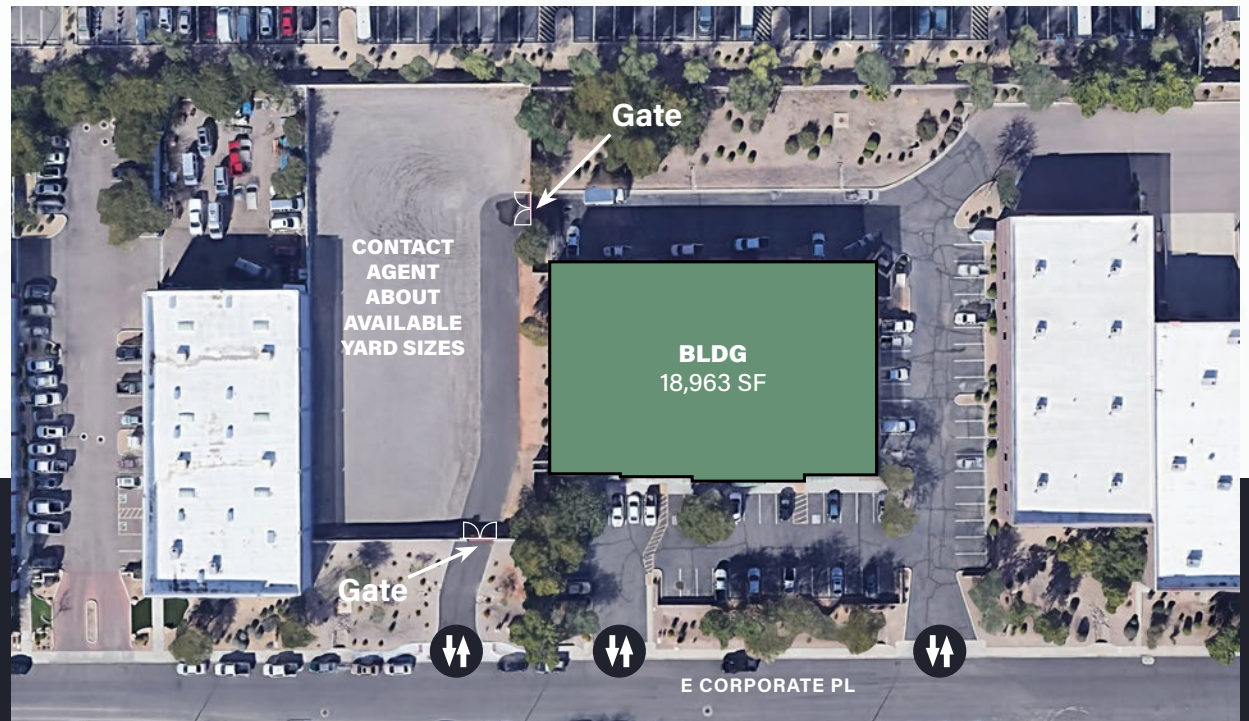 Gate
CONTACT
AGENT
ABOUT
AVAILABLE
YARD SIZES
BLDG
18,963 SF
Gate
E CORPORATE PL